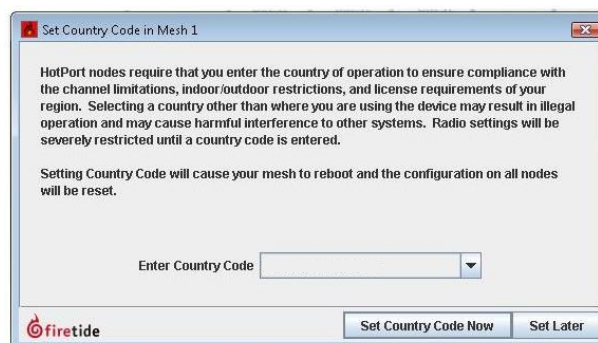 Set Country Code in Mesh 1
HotPort nodes require that you enter the country of operation to ensure compliance with
the channel limitations, indoor/outdoor restrictions, and license requirements of your
region. Selecting a country other than where you are using the device may result in illegal
operation and may cause harmful interference to other systems. Radio settings will be
severely restricted until a country code is entered.
Setting Country Code will cause your mesh to reboot and the configuration on all nodes
will be reset.
Enter Country Code
firetide
Set Country Code Now
Set Later